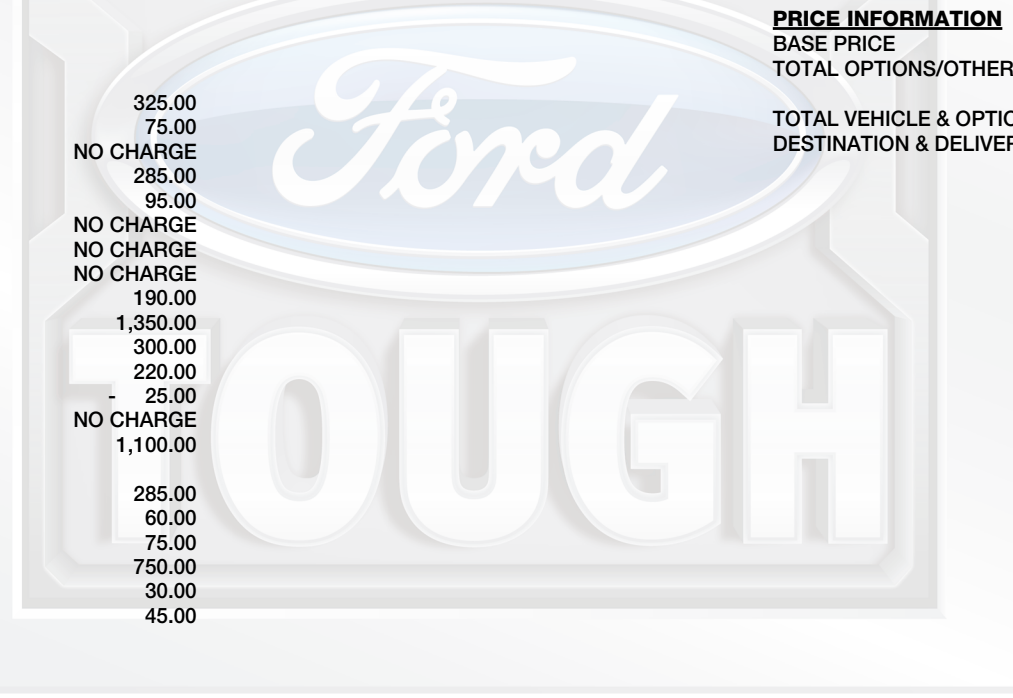 325.00
75.00
NO CHARGE
285.00
95.00
NO CHARGE
NO CHARGE
NO CHARGE
190.00
1,350.00
300.00
220.00
- 25.00
NO CHARGE
1,100.00
285.00
60.00
75.00
750.00
30.00
45.00
PRICE INFORMATION
BASE PRICE
TOTAL OPTIONS/OTHER
TOTAL VEHICLE & OPTIO
DESTINATION & DELIVER
Ford
TOUGH